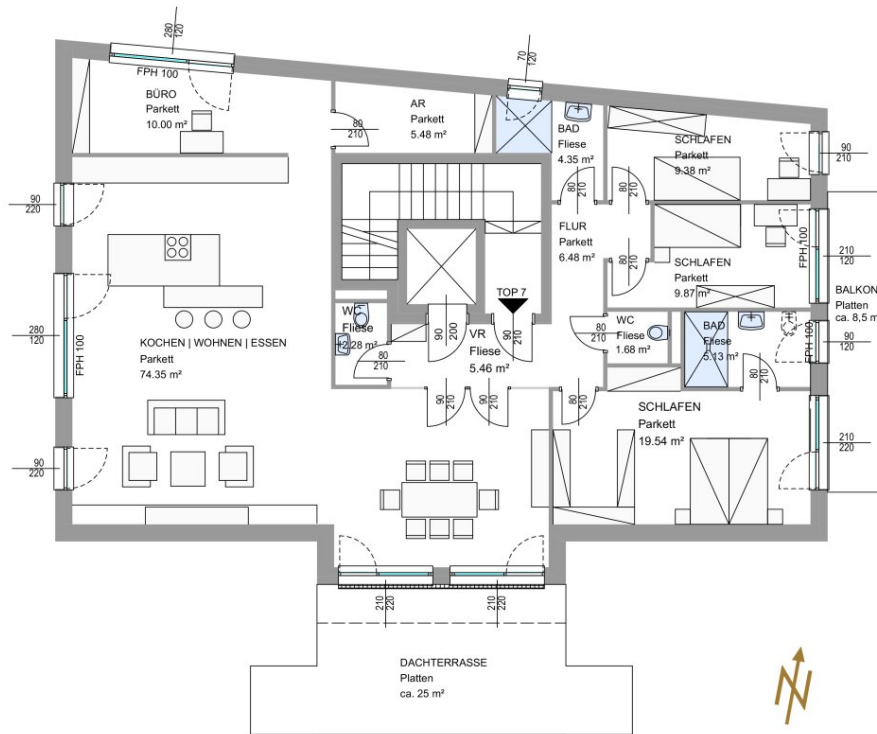 280
120
FPH 100
BÜRO
Parkett
10.00 m²
AR
Parkett
5.48 m²
80
210
70
120
BAD
Fliese
4.35 m²
80
210
SCHLAFEN
Parkett
9.38 m²
80
210
90
210
90
220
FLUR
Parkett
6.48 m²
80
210
SCHLAFEN
Parkett
9.87 m²
FPH 100
210
120
BALKON
Platten
ca. 8,5 m²
TOP 7
280
120
FPH 100
KOCHEN | WOHNEN | ESSEN
Parkett
74.35 m²
WC
Fliese
2.28 m²
80
210
90
200
VR
Fliese
5.46 m²
90
210
80
210
WC
Fliese
1.68 m²
BAD
Fliese
5.13 m²
80
210
FPH 100
90
120
90
210
90
210
80
210
SCHLAFEN
Parkett
19.54 m²
210
220
90
220
210
220
210
220
DACHTERRASSE
Platten
ca. 25 m²
N